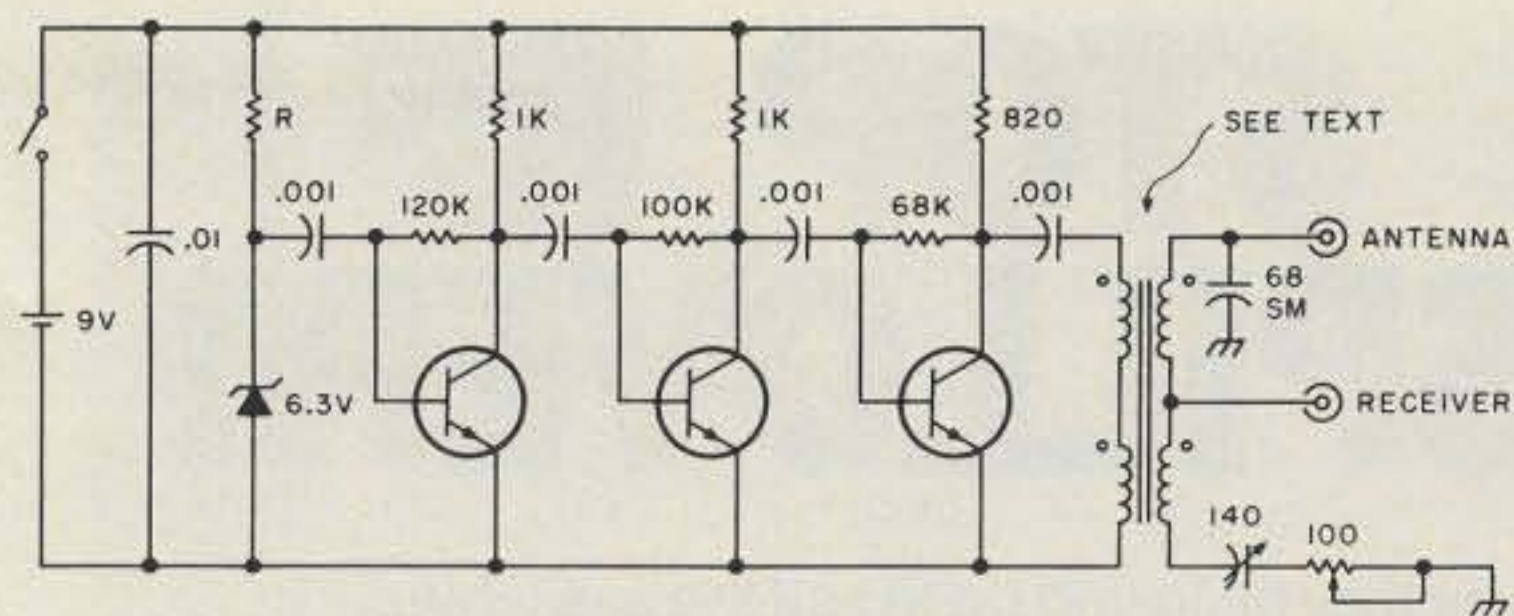 R
1K
1K
820
SEE TEXT
.001
120K
.001
100K
.001
68K
.001
.01
ANTENNA
68
SM
9V
6.3V
RECEIVER
140
100